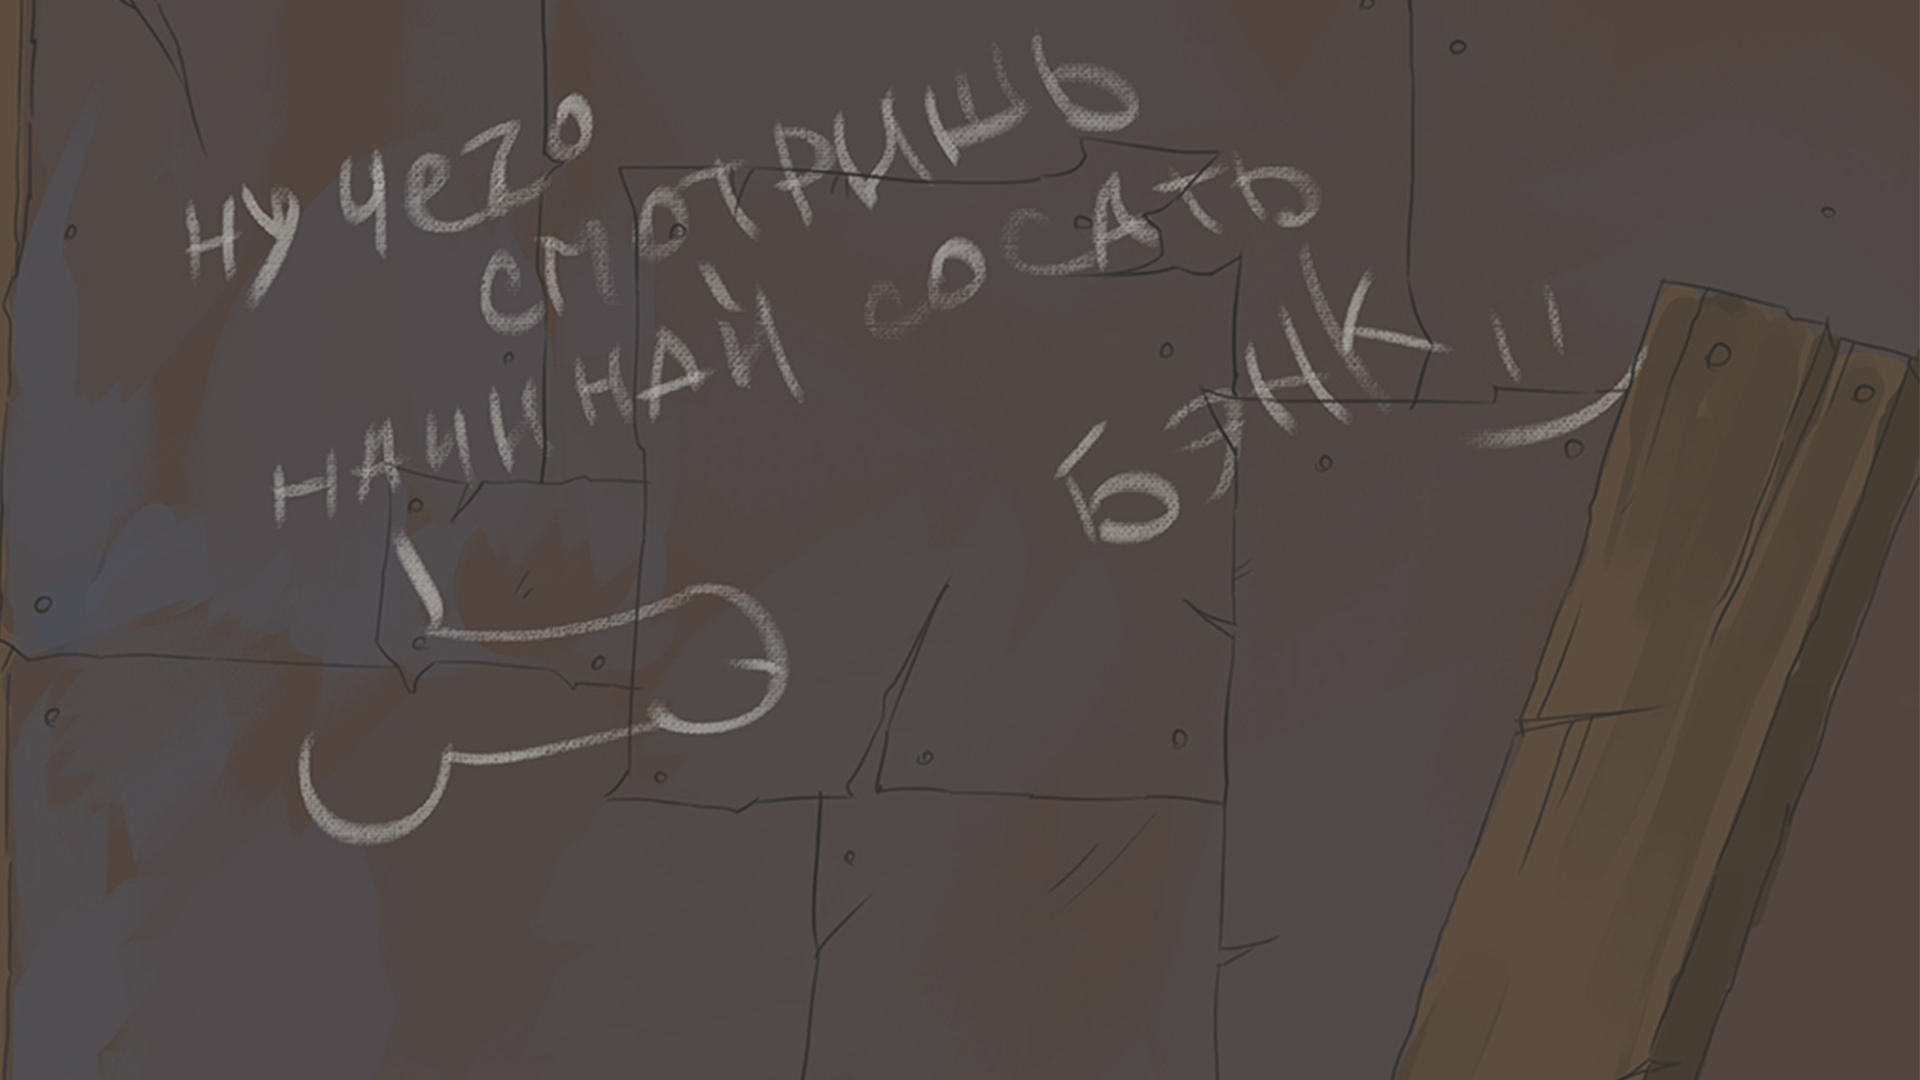 ну чего
смотришь
начинай сосать
Бэнк